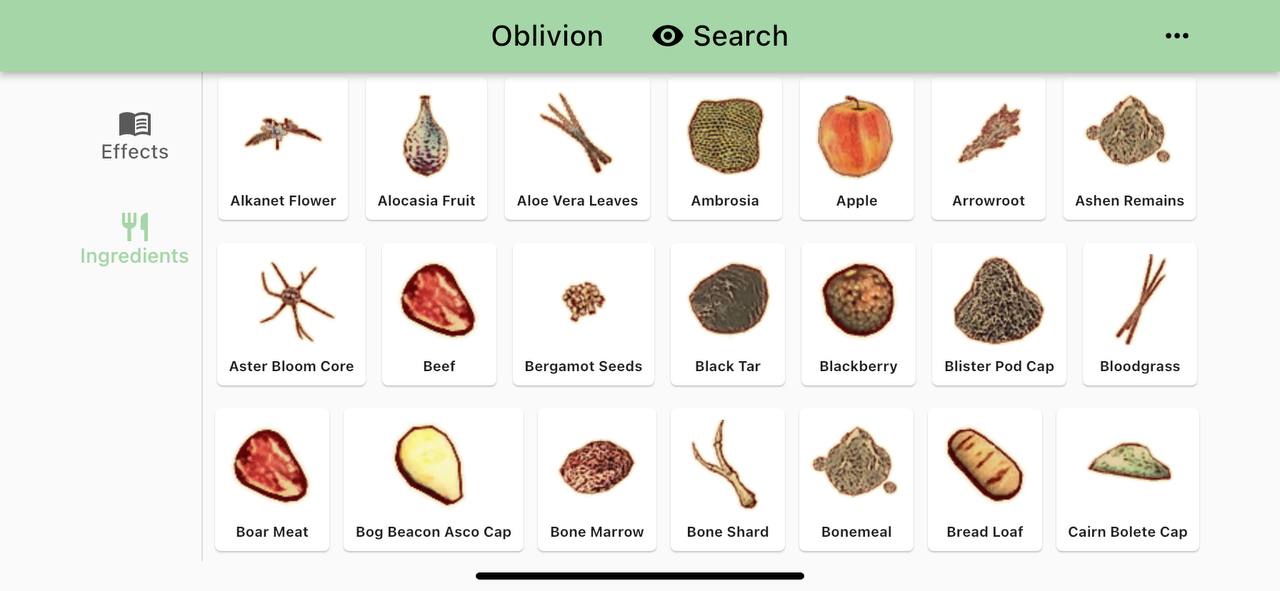 Oblivion Search
Effects
Ingredients
Alkanet Flower
Alocasia Fruit
Aloe Vera Leaves
Ambrosia
Apple
Arrowroot
Ashen Remains
Aster Bloom Core
Beef
Bergamot Seeds
Black Tar
Blackberry
Blister Pod Cap
Bloodgrass
Boar Meat
Bog Beacon Asco Cap
Bone Marrow
Bone Shard
Bonemeal
Bread Loaf
Cairn Bolete Cap